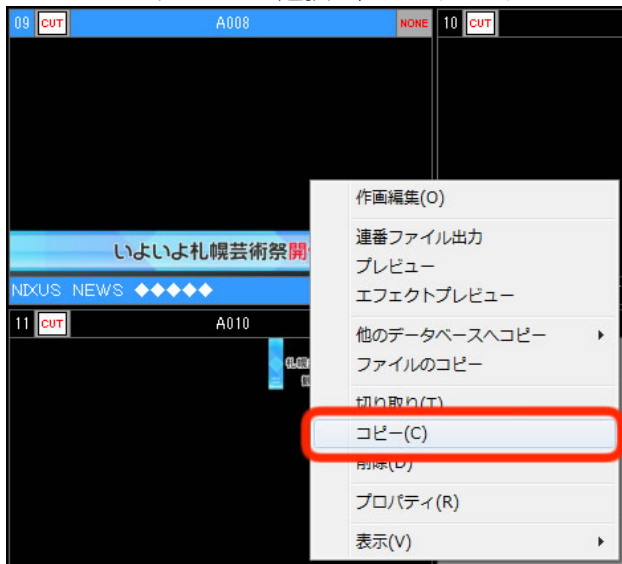 09 CUT A008 NONE 10 CUT
いよいよ札幌芸術祭開
NIXUS NEWS ◆◆◆◆◆
11 CUT A010
作画編集(O)
連番ファイル出力
プレビュー
エフェクトプレビュー
他のデータベースへコピー
ファイルのコピー
切り取り(T)
コピー(C)
削除(D)
プロパティ(R)
表示(V)